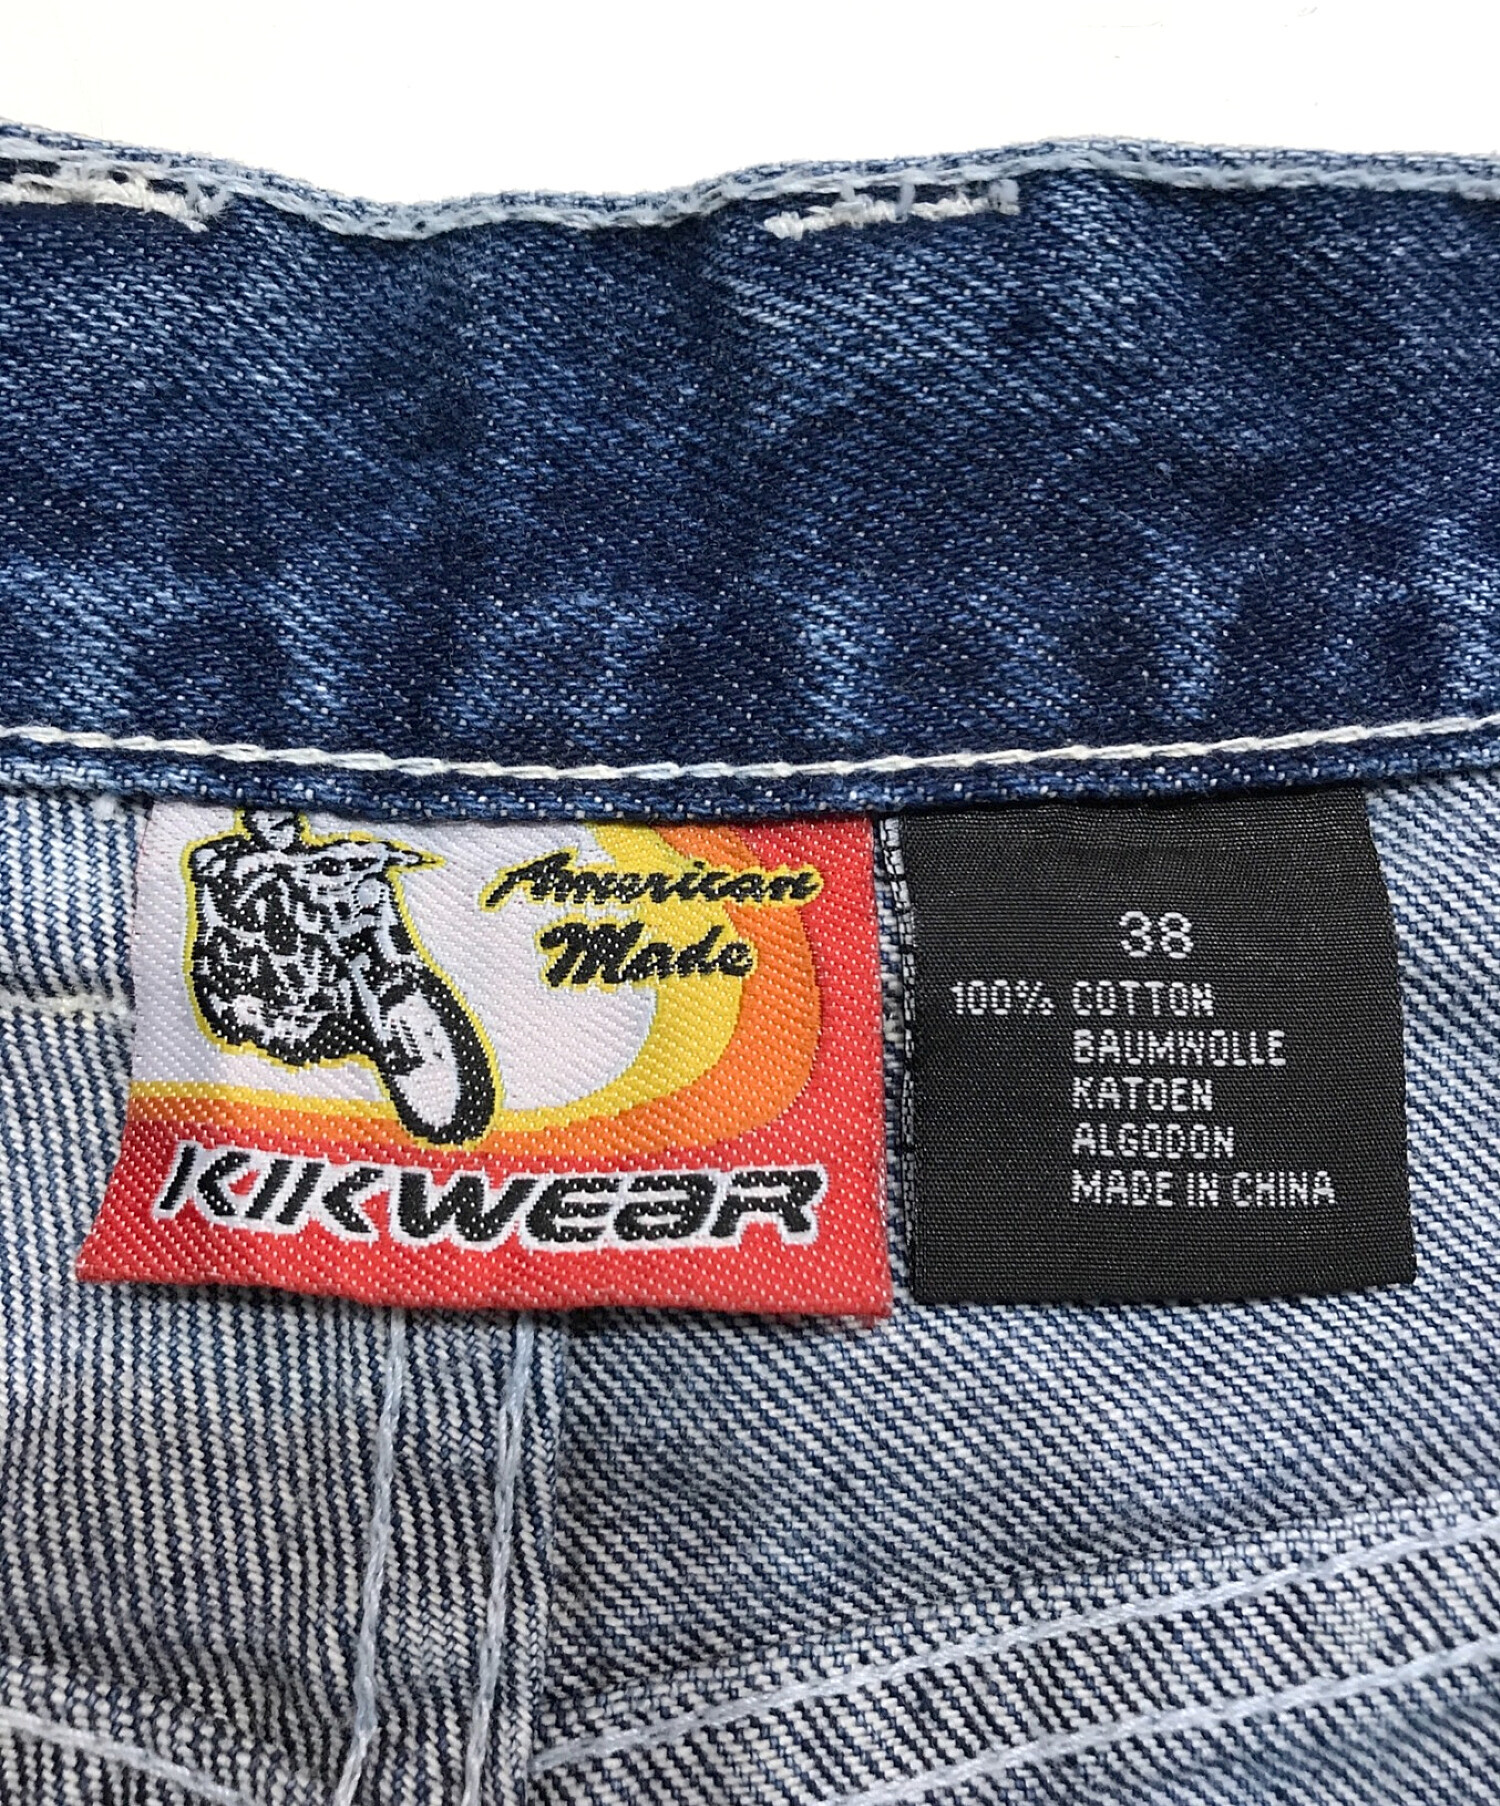 American
Made
KIKWEAR
38
100% COTTON
BAUMWOLLE
KATOEN
ALGODON
MADE IN CHINA